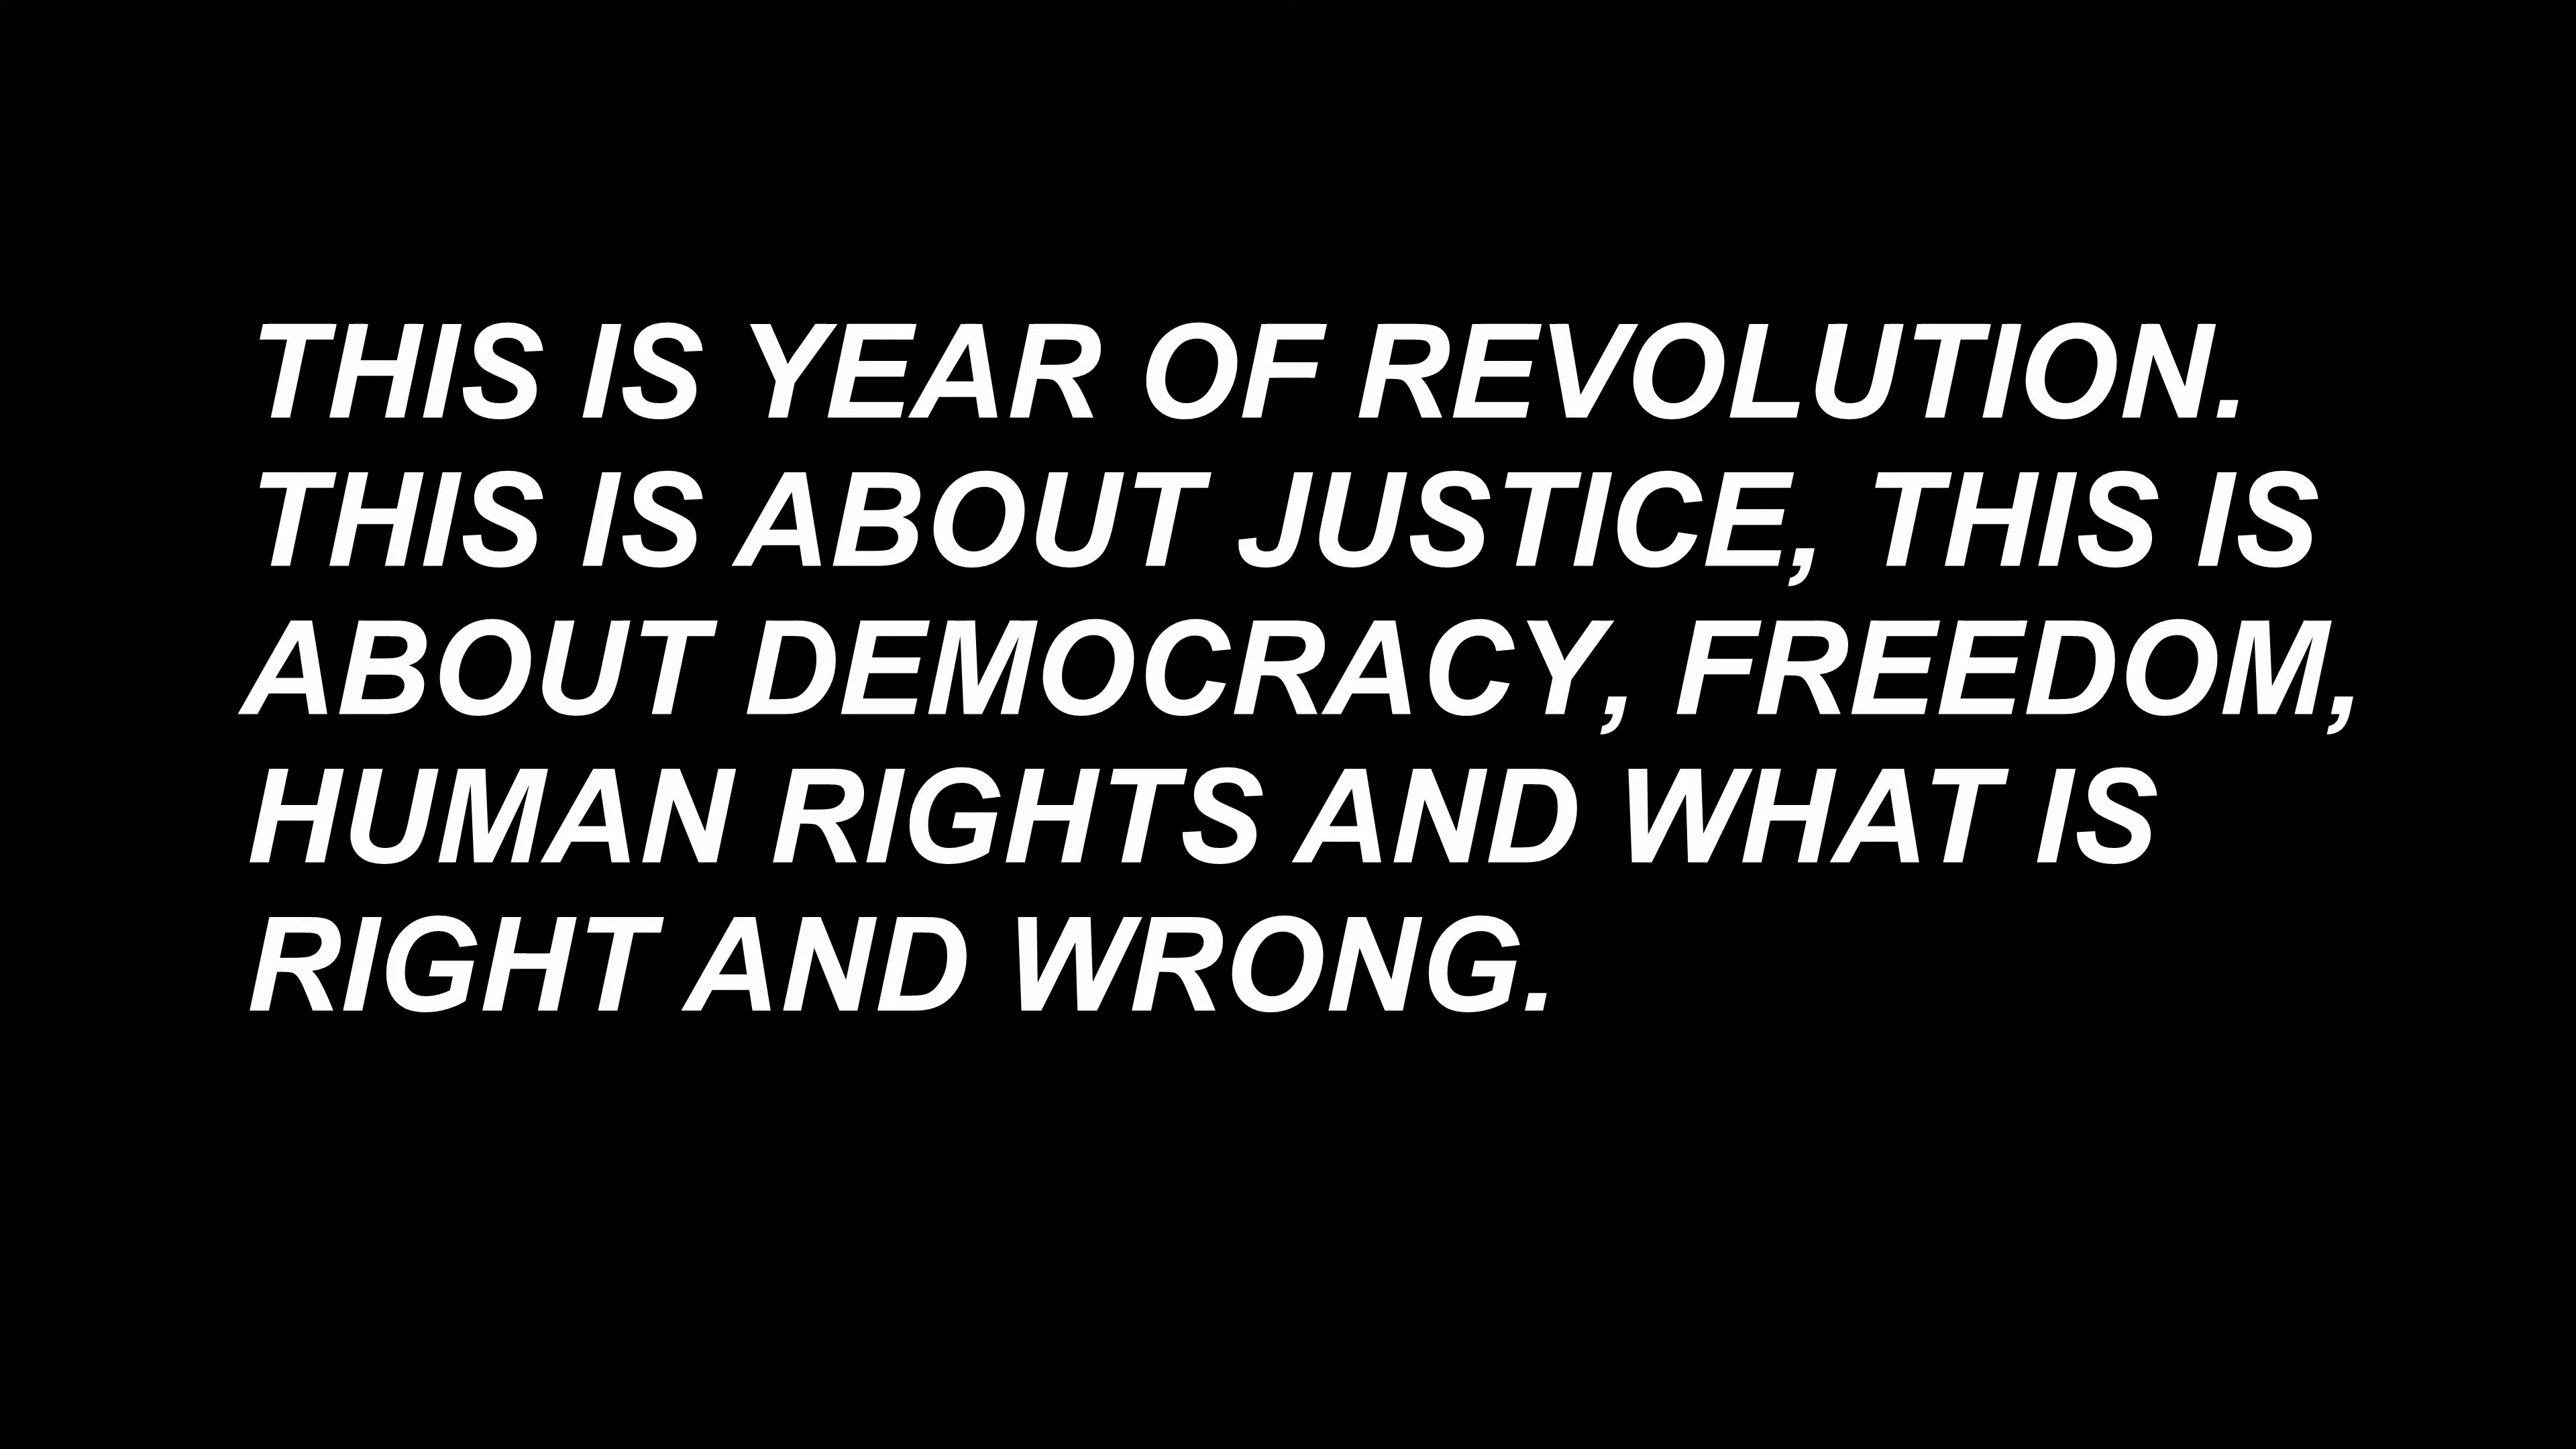 THIS IS YEAR OF REVOLUTION.
THIS IS ABOUT JUSTICE, THIS IS
ABOUT DEMOCRACY, FREEDOM,
HUMAN RIGHTS AND WHAT IS
RIGHT AND WRONG.